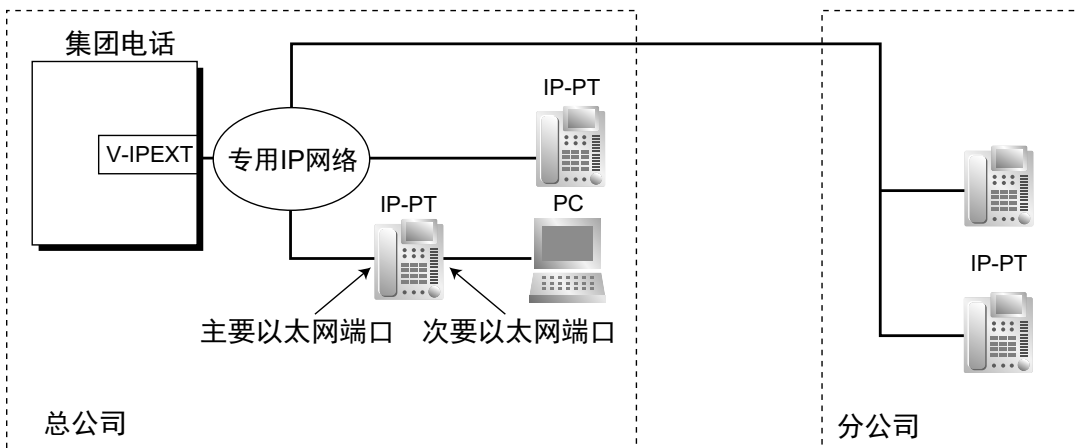 集团电话
V-IPEXT
专用IP网络
IP-PT
IP-PT
PC
主要以太网端口
次要以太网端口
总公司
IP-PT
分公司